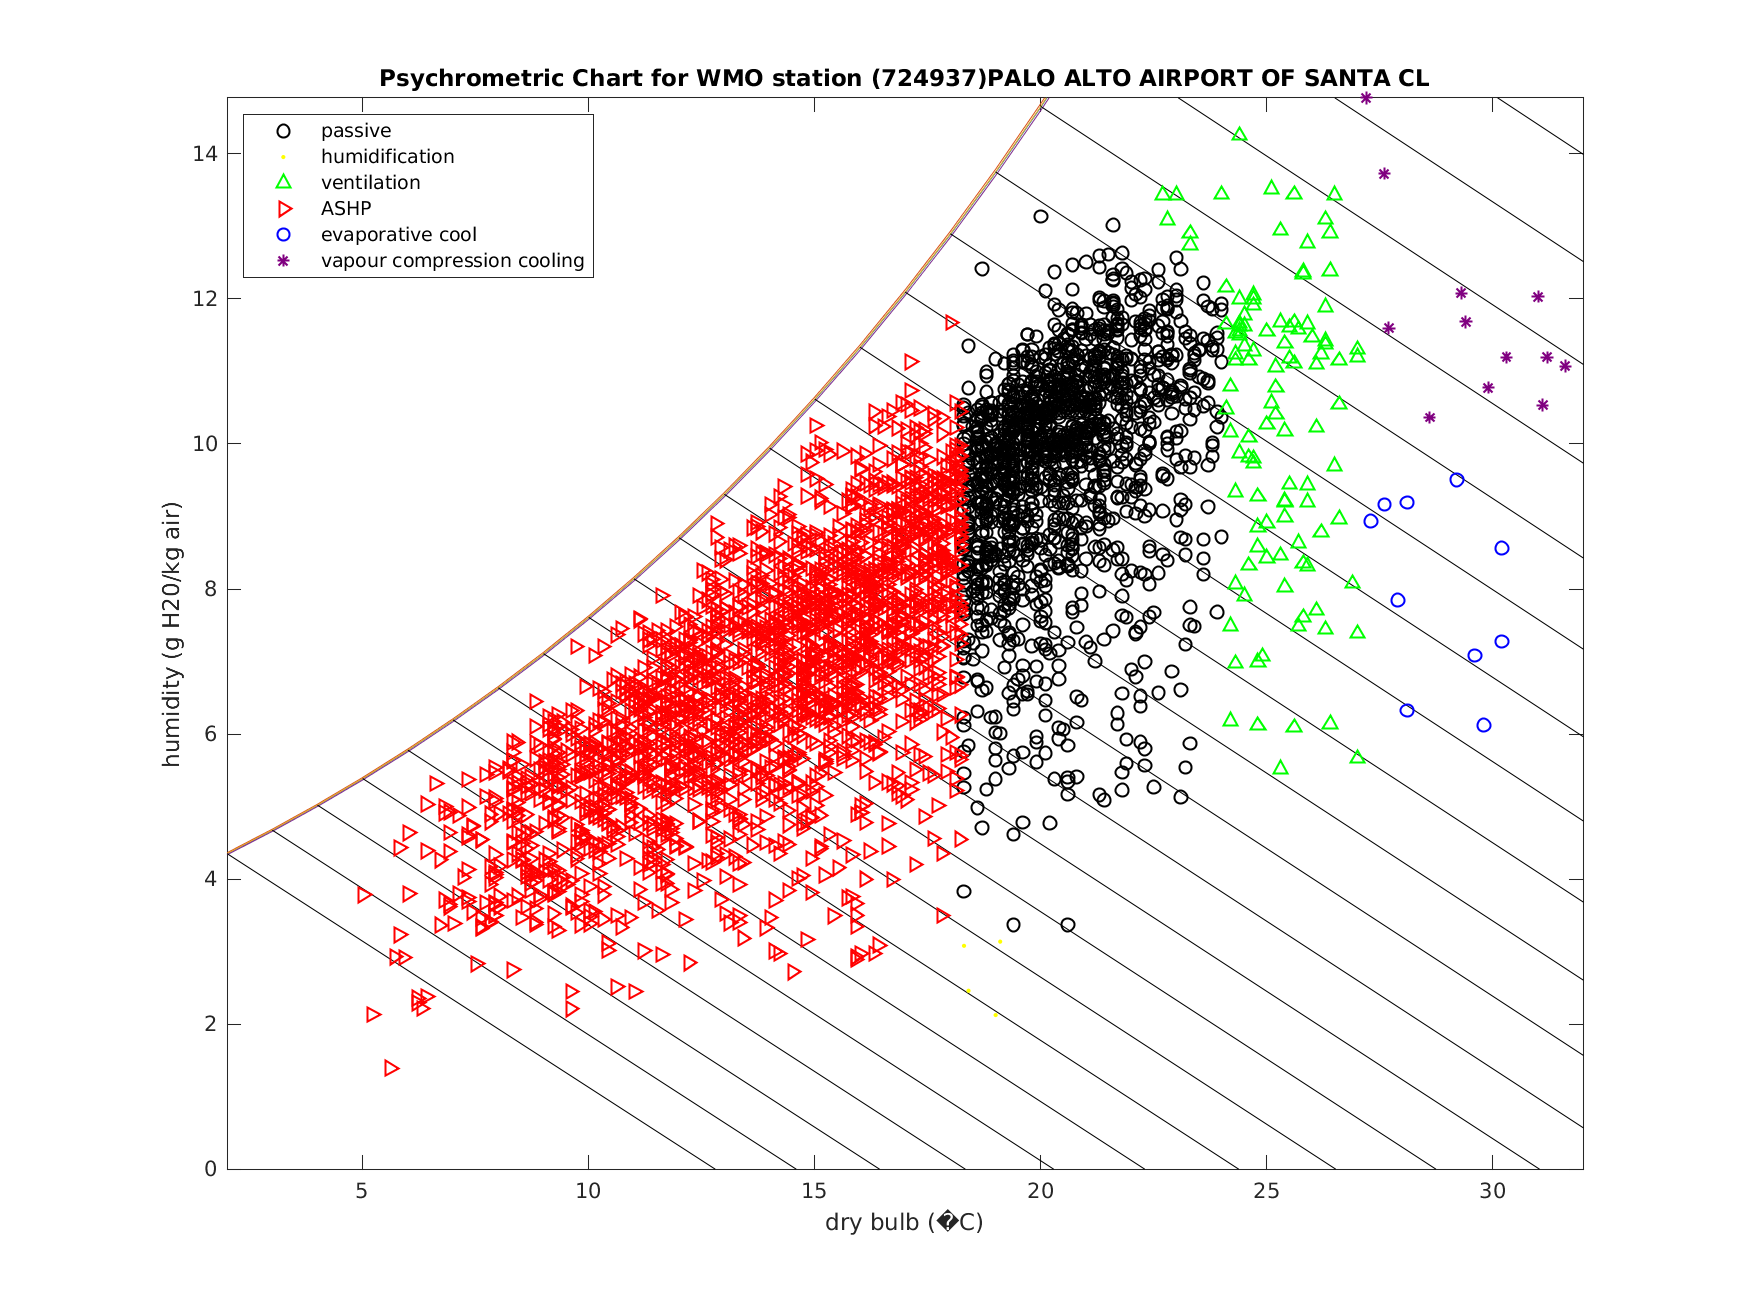 Psychrometric Chart for WMO station (724937)PALO ALTO AIRPORT OF SANTA CL
passive
humidification
ventilation
ASHP
evaporative cool
vapour compression cooling
humidity (g H20/kg air)
14
12
10
8
6
4
2
0
5 10 15 20 25 30
dry bulb (�C)